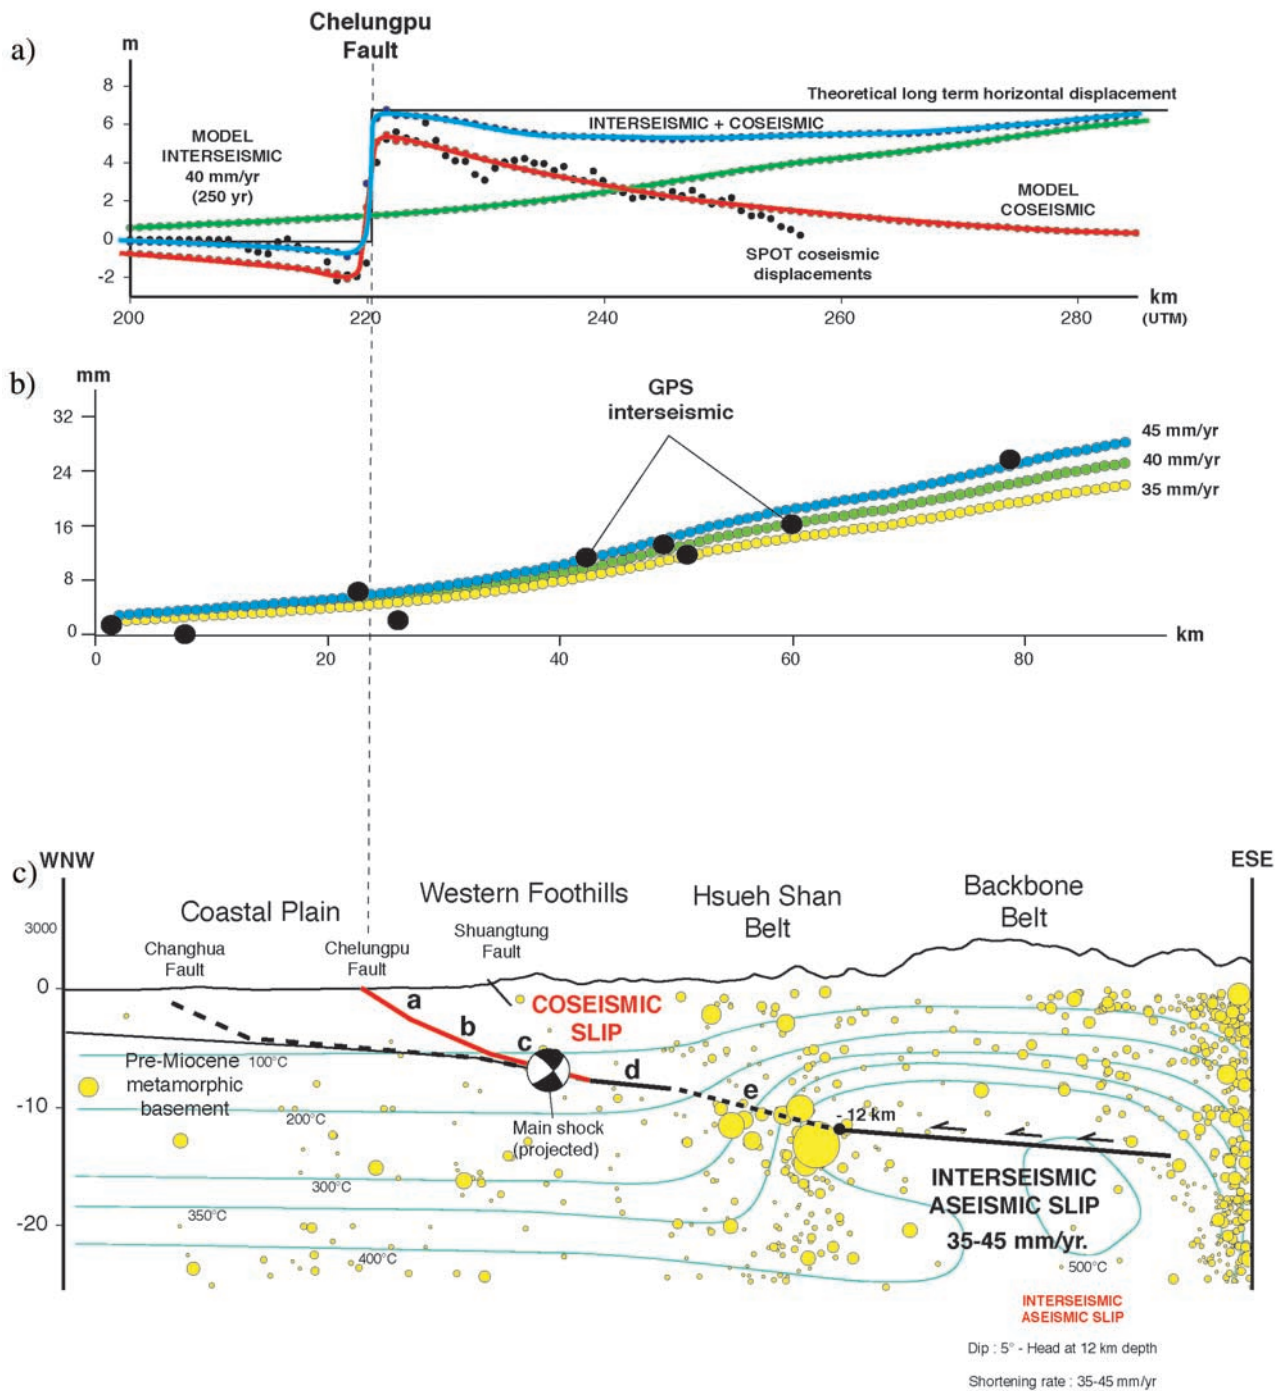 a)
m
Chelungpu
Fault
8
6
4
2
0
-2
Theoretical long term horizontal displacement
MODEL
INTERSEISMIC
40 mm/yr
(250 yr)
INTERSEISMIC + COSEISMIC
MODEL
COSEISMIC
SPOT coseismic
displacements
200
220
240
260
280
km
(UTM)
b)
mm
32
24
16
8
0
GPS
interseismic
45 mm/yr
40 mm/yr
35 mm/yr
0
20
40
60
80
km
c)
WNW
ESE
3000
0
-10
-20
Coastal Plain
Western Foothills
Hsueh Shan
Belt
Backbone
Belt
Changhua
Fault
Chelungpu
Fault
Shuangtung
Fault
a
b
c
d
e
COSEISMIC
SLIP
Pre-Miocene
metamorphic
basement
100°C
200°C
300°C
350°C
400°C
500°C
Main shock
(projected)
- 12 km
INTERSEISMIC
ASEISMIC SLIP
35-45 mm/yr.
INTERSEISMIC
ASEISMIC SLIP
Dip : 5° - Head at 12 km depth
Shortening rate : 35-45 mm/yr